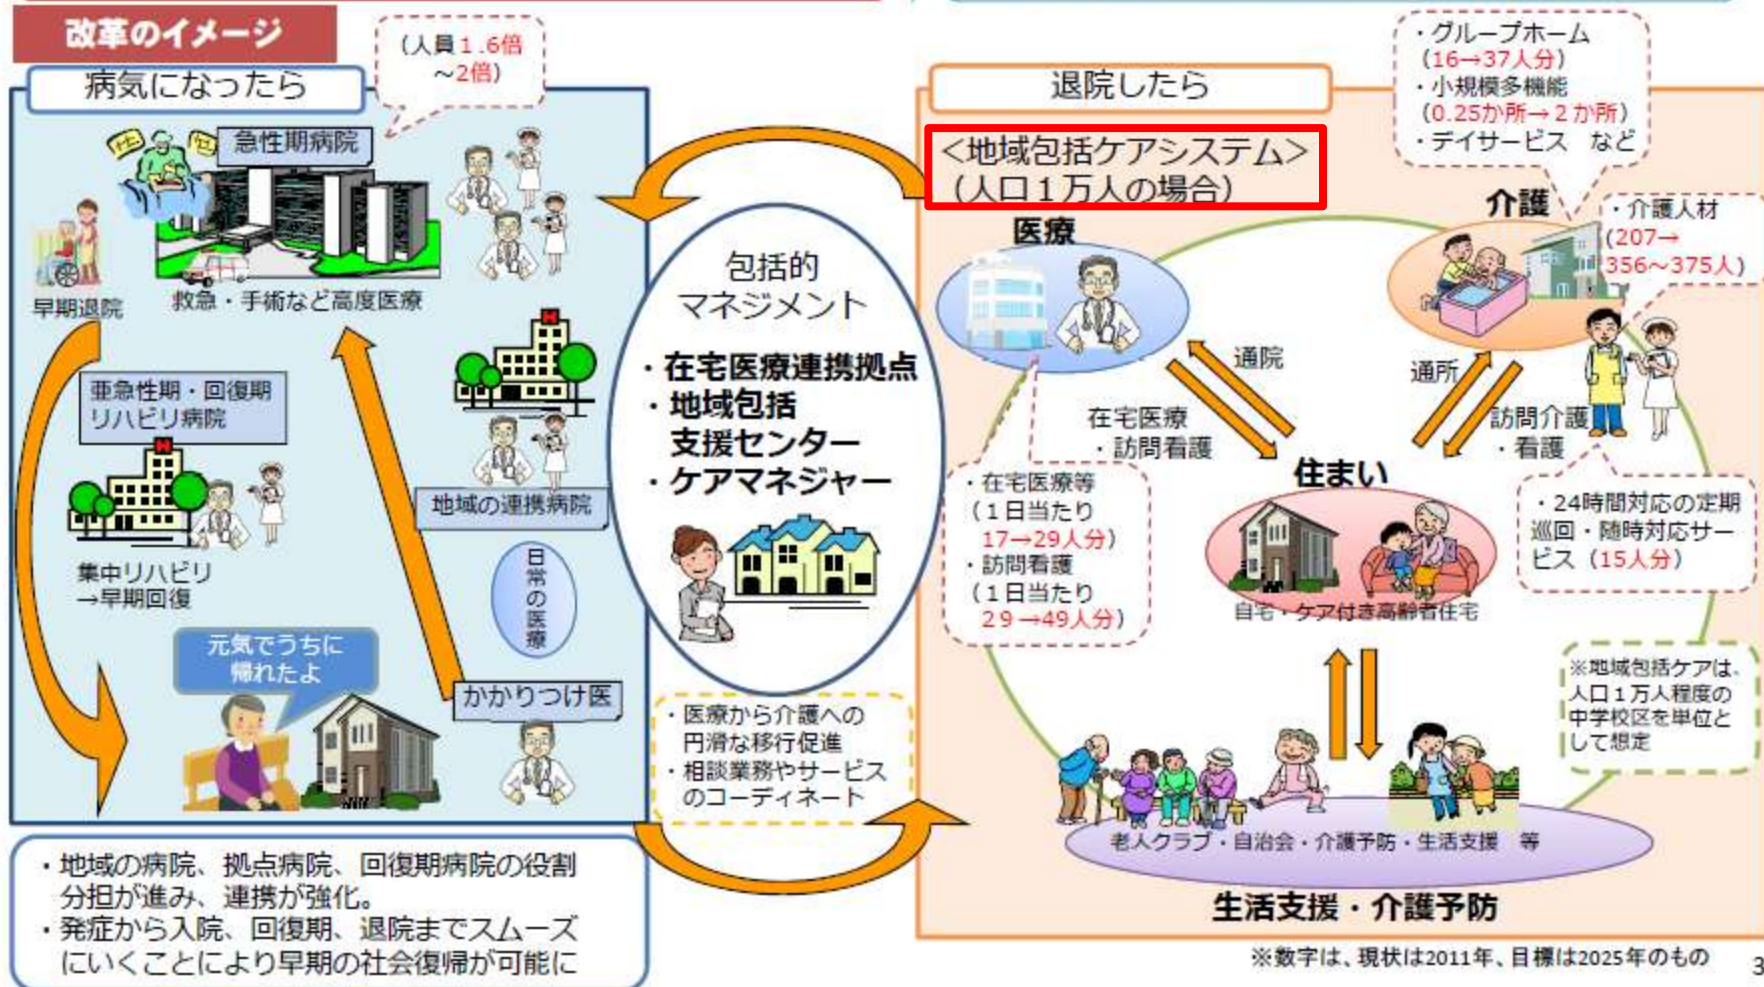 改革のイメージ
(人員1.6倍
～2倍)
病気になったら
急性期病院
早期退院
救急・手術など高度医療
亜急性期・回復期
リハビリ病院
集中リハビリ
→早期回復
地域の連携病院
日常の医療
元気でうちに
帰れたよ
かかりつけ医
・地域の病院、拠点病院、回復期病院の役割
分担が進み、連携が強化。
・発症から入院、回復期、退院までスムーズ
にいくことにより早期の社会復帰が可能に
包括的
マネジメント
・在宅医療連携拠点
・地域包括
支援センター
・ケアマネジャー
・医療から介護への
円滑な移行促進
・相談業務やサービス
のコーディネート
退院したら
＜地域包括ケアシステム＞
(人口１万人の場合)
・グループホーム
(16→37人分)
・小規模多機能
(0.25か所→２か所)
・デイサービス など
医療
介護
・介護人材
(207→
356～375人)
通院
在宅医療
・訪問看護
通所
訪問介護
・看護
・在宅医療等
(１日当たり
17→29人分)
・訪問看護
(１日当たり
29→49人分)
住まい
自宅・ケア付き高齢者住宅
・24時間対応の定期
巡回・随時対応サー
ビス（15人分）
※地域包括ケアは、
人口１万人程度の
中学校区を単位と
して想定
老人クラブ・自治会・介護予防・生活支援 等
生活支援・介護予防
※数字は、現状は2011年、目標は2025年のもの
3